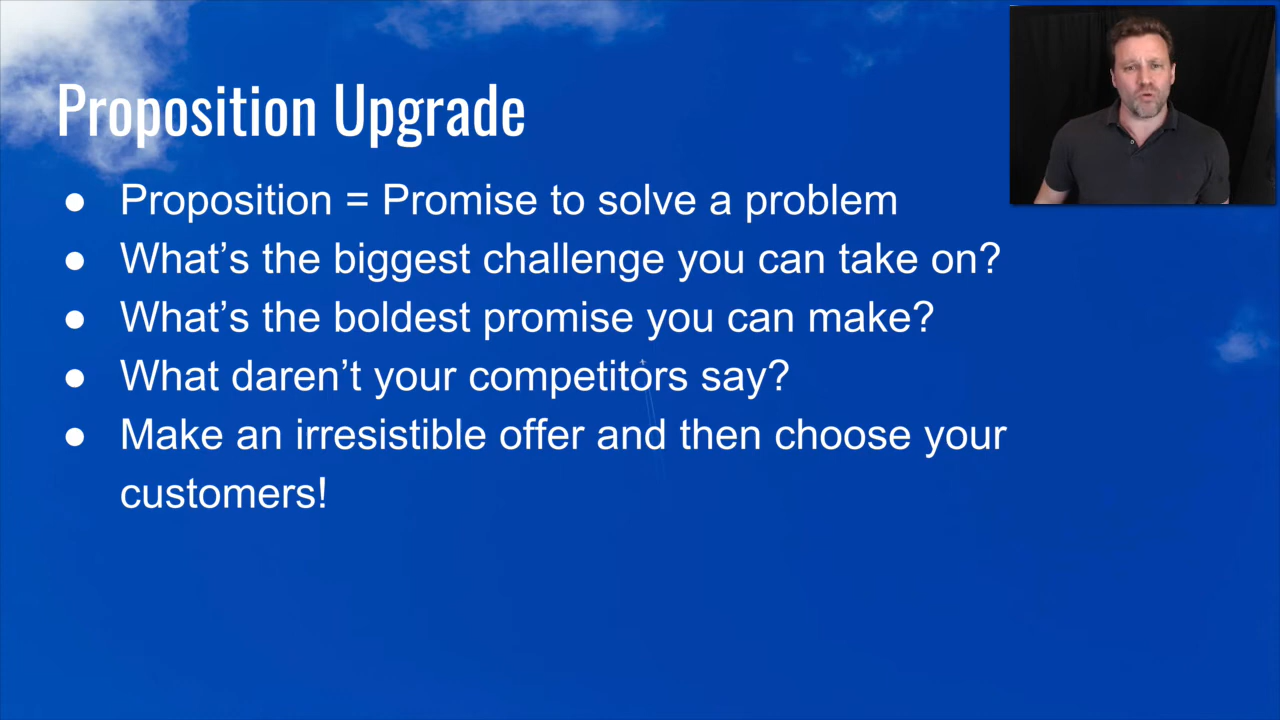 Proposition Upgrade
● Proposition = Promise to solve a problem
● What’s the biggest challenge you can take on?
● What’s the boldest promise you can make?
● What daren’t your competitors say?
● Make an irresistible offer and then choose your
customers!